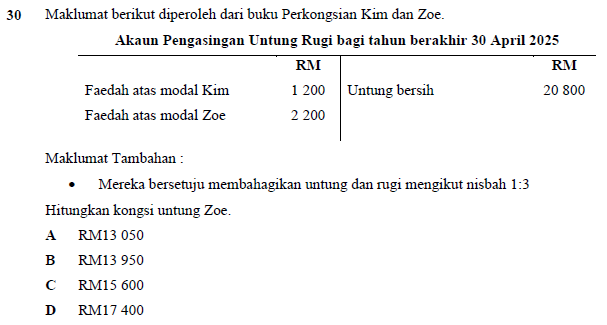 30 Maklumat berikut diperoleh dari buku Perkongsian Kim dan Zoe.
Akaun Pengasingan Untung Rugi bagi tahun berakhir 30 April 2025
RM RM
Faedah atas modal Kim 1 200 Untung bersih 20 800
Faedah atas modal Zoe 2 200
Maklumat Tambahan :
• Mereka bersetuju membahagikan untung dan rugi mengikut nisbah 1:3
Hitungkan kongsi untung Zoe.
A RM13 050
B RM13 950
C RM15 600
D RM17 400